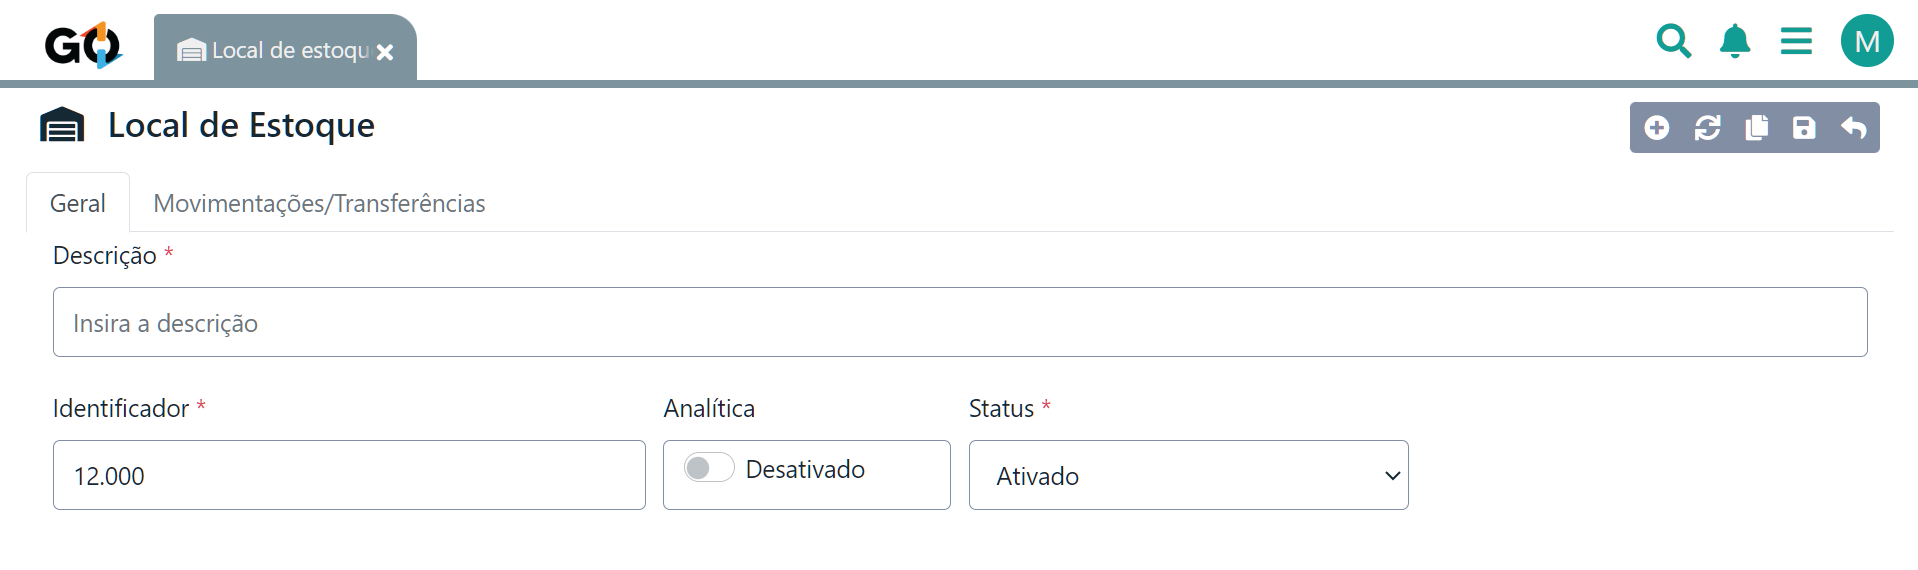 GO
Local de estoqu
M
Local de Estoque
Geral
Movimentações/Transferências
Descrição *
Insira a descrição
Identificador *
Analítica
Status *
12.000
Desativado
Ativado